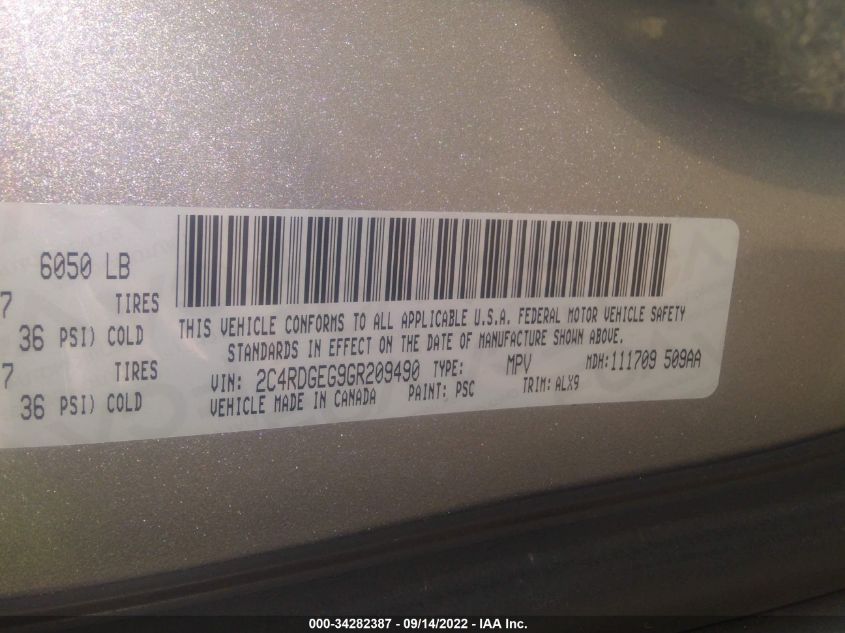 6050 LB
7 TIRES
36 PSI) COLD
7 TIRES
36 PSI) COLD
THIS VEHICLE CONFORMS TO ALL APPLICABLE U.S.A. FEDERAL MOTOR VEHICLE SAFETY
STANDARDS IN EFFECT ON THE DATE OF MANUFACTURE SHOWN ABOVE.
VIN: 2C4RDGEG9GR209490 TYPE: MPV MDH:111709 509AA
VEHICLE MADE IN CANADA PAINT: PSC TRIM:ALX9
000-34282387 - 09/14/2022 - IAA Inc.